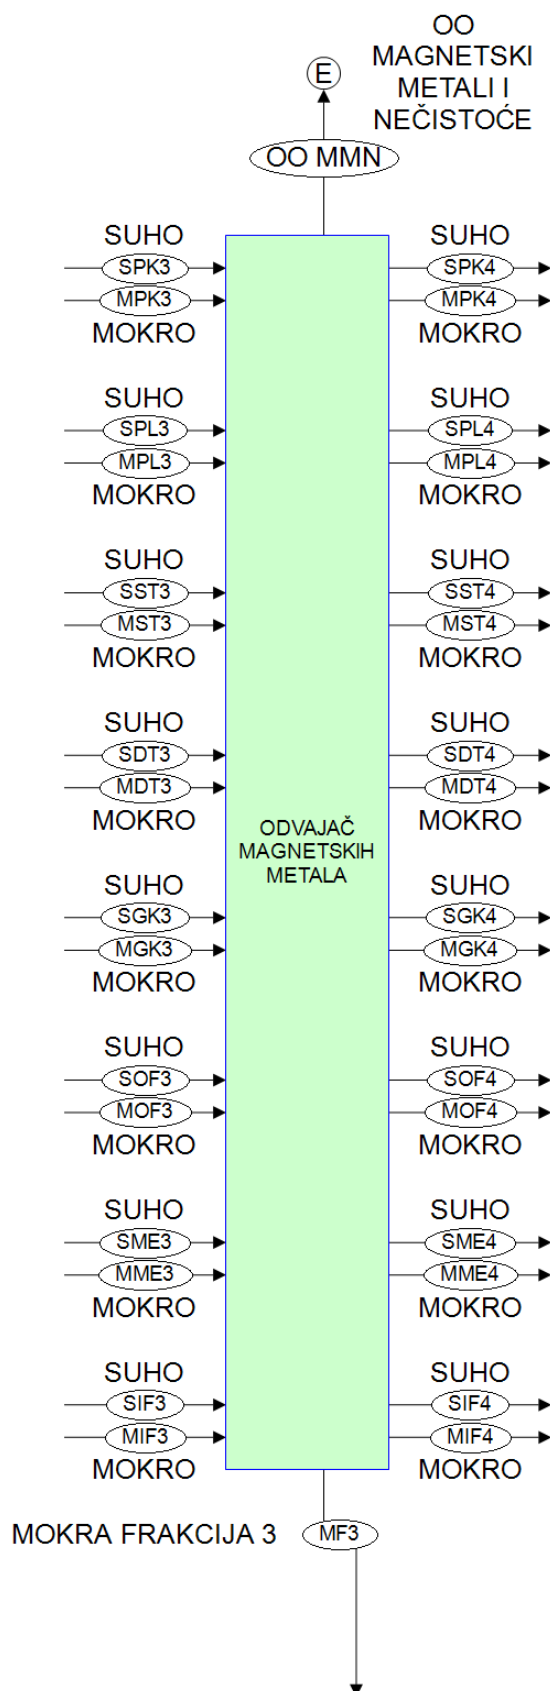 OO
MAGNETSKI
METALI I
NEČISTOĆE
E
OO MMN
SUHO SUHO
SPK3 SPK4
MPK3 MPK4
MOKRO MOKRO
SUHO SUHO
SPL3 SPL4
MPL3 MPL4
MOKRO MOKRO
SUHO SUHO
SST3 SST4
MST3 MST4
MOKRO MOKRO
SUHO SUHO
SDT3 SDT4
MDT3 MDT4
MOKRO MOKRO
ODVAJAČ
MAGNETSKIH
METALA
SUHO SUHO
SGK3 SGK4
MGK3 MGK4
MOKRO MOKRO
SUHO SUHO
SOF3 SOF4
MOF3 MOF4
MOKRO MOKRO
SUHO SUHO
SME3 SME4
MME3 MME4
MOKRO MOKRO
SUHO SUHO
SIF3 SIF4
MIF3 MIF4
MOKRO MOKRO
MOKRA FRAKCIJA 3 MF3